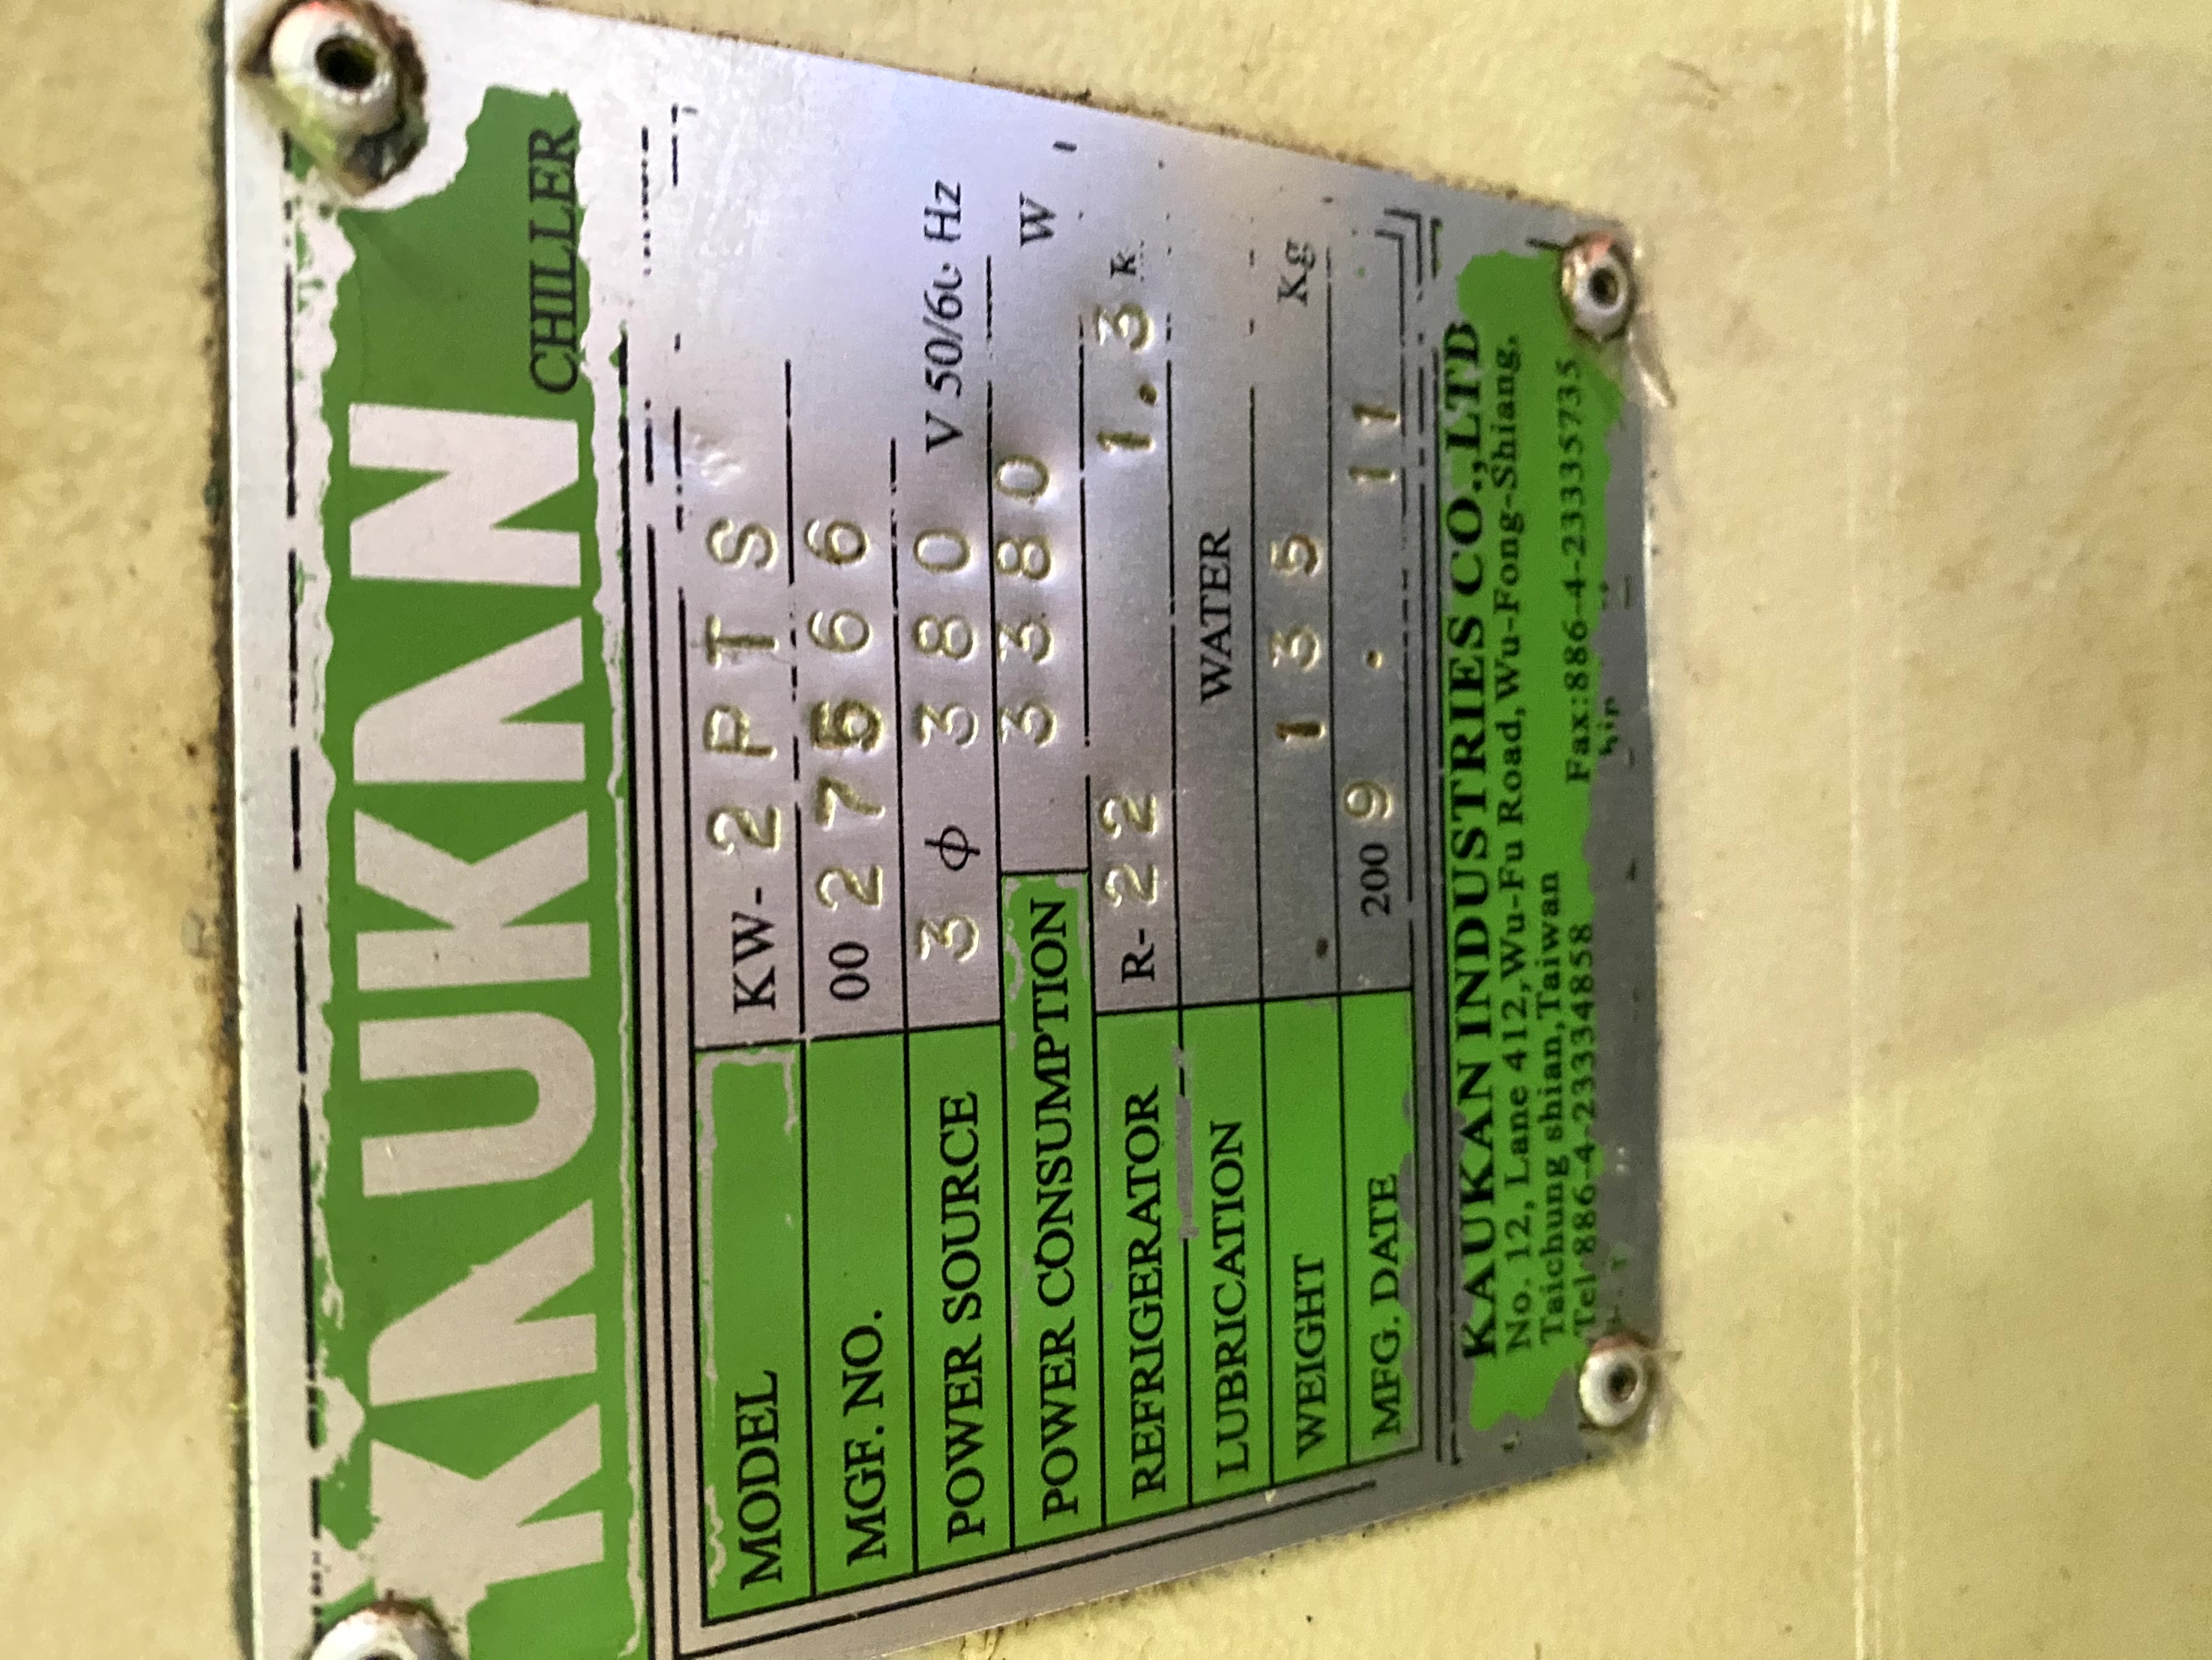 KAUKAN CHILLER
MODEL KW-2PTS
MGF. NO. 0027566
POWER SOURCE 3 ϕ 380 V 50/60 Hz
POWER CONSUMPTION 3380 W
REFRIGERATOR R-22 1.3 k
LUBRICATION WATER
WEIGHT 135 Kg
MFG. DATE 2009 . 11
KAUKAN INDUSTRIES CO.,LTD
No. 12, Lane 412,Wu-Fu Road,Wu-Fong-Shiang,
Taichung shian,Taiwan
Tel:886-4-23334858 Fax:886-4-23335735